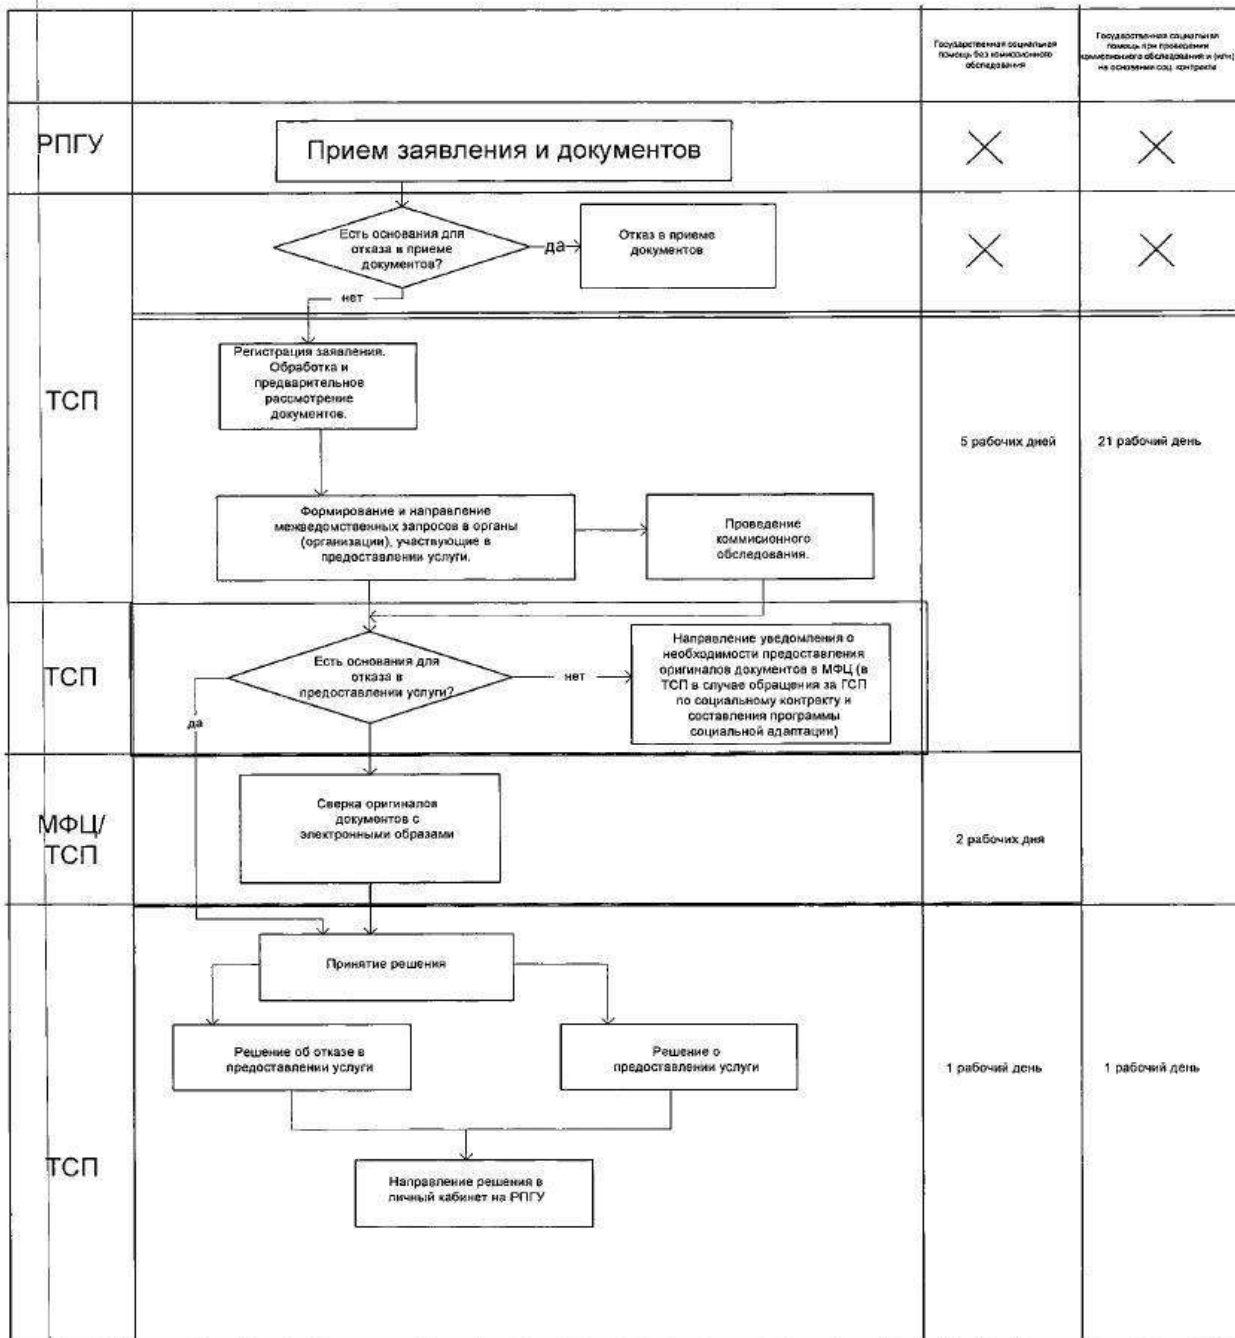 Государственная социальная
помощь без комиссионного
обследования
Государственная социальная
помощь при проведении
комиссионного обследования и (или)
на основании соц. контракта
РПГУ
Прием заявления и документов
Есть основания для
отказа в приеме
документов?
да
Отказ в приеме
документов
нет
ТСП
Регистрация заявления.
Обработка и
предварительное
рассмотрение
документов.
5 рабочих дней
21 рабочий день
Формирование и направление
межведомственных запросов в органы
(организации), участвующие в
предоставлении услуги.
Проведение
коммисионного
обследования.
ТСП
Есть основания для
отказа в
предоставлении услуги?
нет
да
Направление уведомления о
необходимости предоставления
оригиналов документов в МФЦ (в
ТСП в случае обращения за ГСП
по социальному контракту и
составления программы
социальной адаптации)
МФЦ/
ТСП
Сверка оригиналов
документов с
электронными образами
2 рабочих дня
Принятие решения
Решение об отказе в
предоставлении услуги
Решение о
предоставлении услуги
1 рабочий день
1 рабочий день
ТСП
Направление решения в
личный кабинет на РПГУ